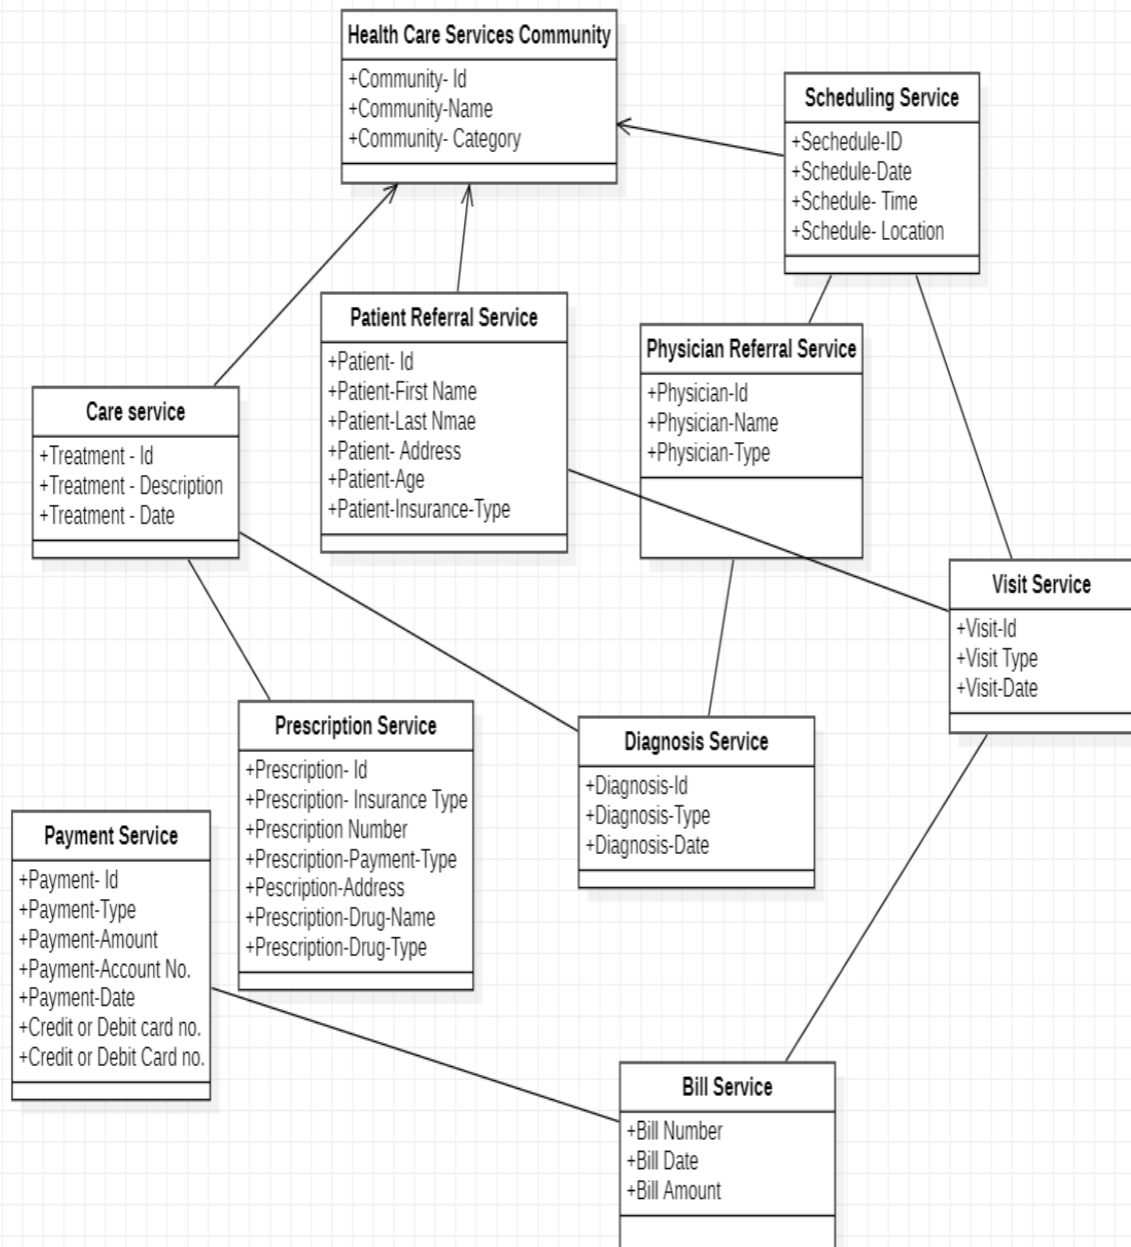 Health Care Services Community
+Community- Id
+Community-Name
+Community- Category
Scheduling Service
+Sechedule-ID
+Schedule-Date
+Schedule- Time
+Schedule- Location
Patient Referral Service
+Patient- Id
+Patient-First Name
+Patient-Last Nmae
+Patient- Address
+Patient-Age
+Patient-Insurance-Type
Physician Referral Service
+Physician-Id
+Physician-Name
+Physician-Type
Care service
+Treatment - Id
+Treatment - Description
+Treatment - Date
Visit Service
+Visit-Id
+Visit Type
+Visit-Date
Prescription Service
+Prescription- Id
+Prescription- Insurance Type
+Prescription Number
+Prescription-Payment-Type
+Pescription-Address
+Prescription-Drug-Name
+Prescription-Drug-Type
Diagnosis Service
+Diagnosis-Id
+Diagnosis-Type
+Diagnosis-Date
Payment Service
+Payment- Id
+Payment-Type
+Payment-Amount
+Payment-Account No.
+Payment-Date
+Credit or Debit card no.
+Credit or Debit Card no.
Bill Service
+Bill Number
+Bill Date
+Bill Amount